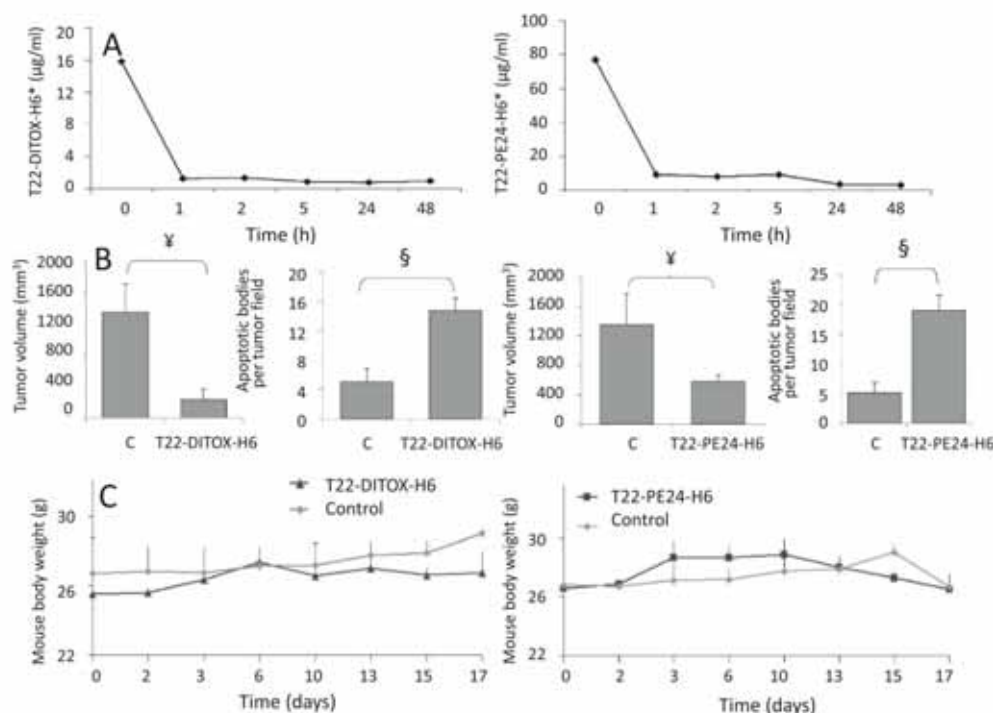 A
T22-DITOX-H6* (µg/ml)
20
16
12
8
4
0
0 1 2 5 24 48
Time (h)
T22-PE24-H6* (µg/ml)
100
80
60
40
20
0
0 1 2 5 24 48
Time (h)
B
Tumor volume (mm³)
2000
1600
1200
800
400
0
¥
C T22-DITOX-H6
Apoptotic bodies
per tumor field
20
16
12
8
4
0
§
C T22-DITOX-H6
Tumor volume (mm³)
2000
1600
1200
800
400
0
¥
C T22-PE24-H6
Apoptotic bodies
per tumor field
25
20
15
10
5
0
§
C T22-PE24-H6
C
Mouse body weight (g)
30
26
22
T22-DITOX-H6
Control
0 2 3 6 10 13 15 17
Time (days)
Mouse body weight (g)
30
26
22
T22-PE24-H6
Control
0 2 3 6 10 13 15 17
Time (days)